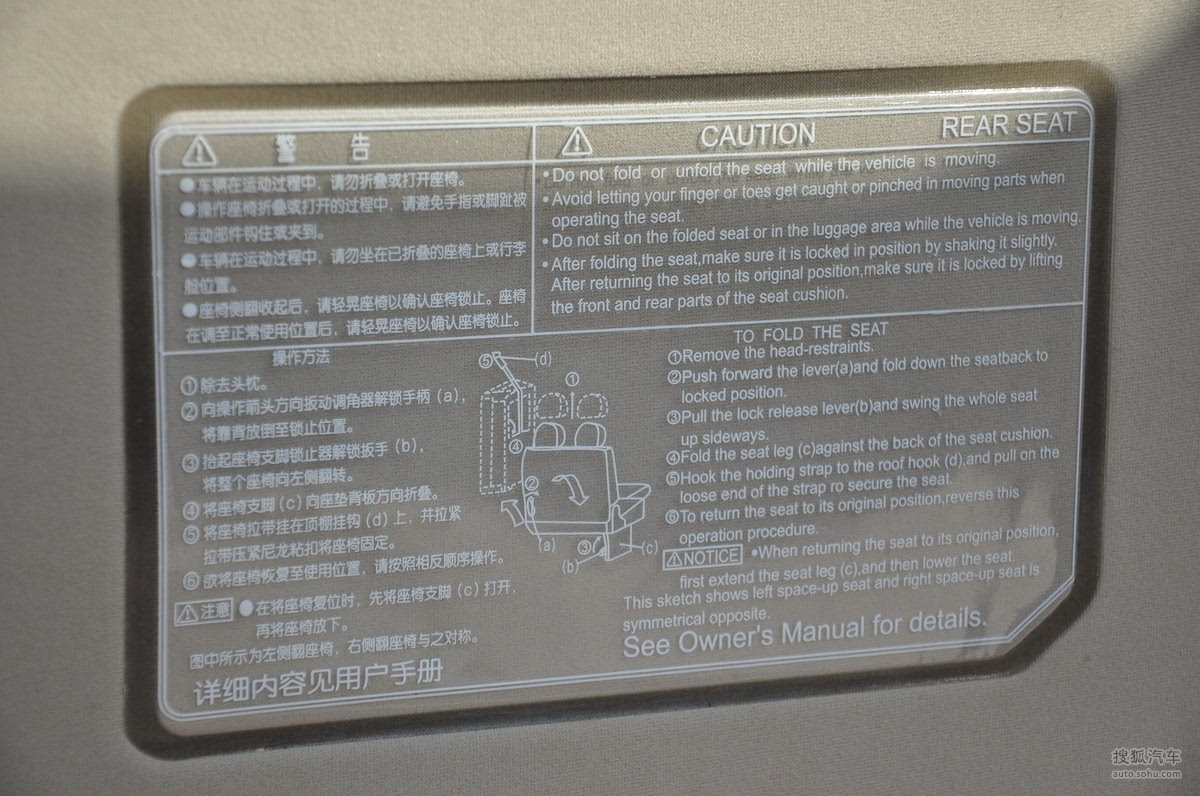 警 告
●车辆在运动过程中，请勿折叠或打开座椅。
●操作座椅折叠或打开的过程中，请避免手指或脚趾被
运动部件钩住或夹到。
●车辆在运动过程中，请勿坐在已折叠的座椅上或行李
舱位置。
●座椅侧翻收起后，请轻晃座椅以确认座椅锁止。座椅
在调至正常使用位置后，请轻晃座椅以确认座椅锁止。
CAUTION
REAR SEAT
•Do not fold or unfold the seat while the vehicle is moving.
•Avoid letting your finger or toes get caught or pinched in moving parts when
operating the seat.
•Do not sit on the folded seat or in the luggage area while the vehicle is moving.
•After folding the seat,make sure it is locked in position by shaking it slightly.
After returning the seat to its original position,make sure it is locked by lifting
the front and rear parts of the seat cushion.
操作方法
①除去头枕。
②向操作箭头方向扳动调角器解锁手柄（a），
将靠背放倒至锁止位置。
③抬起座椅支脚锁止器解锁扳手（b），
将整个座椅向左侧翻转。
④将座椅支脚（c）向座垫背板方向折叠。
⑤将座椅拉带挂在顶棚挂钩（d）上，并拉紧
拉带压紧尼龙粘扣将座椅固定。
⑥欲将座椅恢复至使用位置，请按照相反顺序操作。
注意 ●在将座椅复位时，先将座椅支脚（c）打开，
再将座椅放下。
图中所示为左侧翻座椅，右侧翻座椅与之对称。
详细内容见用户手册
⑤ (d)
①
④
②
(a)
③ (c)
(b)
TO FOLD THE SEAT
①Remove the head-restraints.
②Push forward the lever(a)and fold down the seatback to
locked position.
③Pull the lock release lever(b)and swing the whole seat
up sideways.
④Fold the seat leg (c)against the back of the seat cushion.
⑤Hook the holding strap to the roof hook (d),and pull on the
loose end of the strap ro secure the seat.
⑥To return the seat to its original position,reverse this
operation procedure.
NOTICE •When returning the seat to its original position,
first extend the seat leg (c),and then lower the seat.
This sketch shows left space-up seat and right space-up seat is
symmetrical opposite.
See Owner's Manual for details.
搜狐汽车
auto.sohu.com